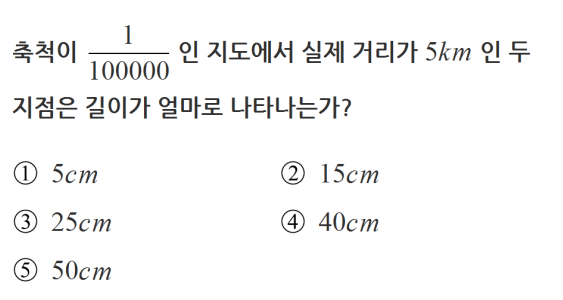 축척이 1/100000 인 지도에서 실제 거리가 5km 인 두
지점은 길이가 얼마로 나타나는가?
① 5cm ② 15cm
③ 25cm ④ 40cm
⑤ 50cm